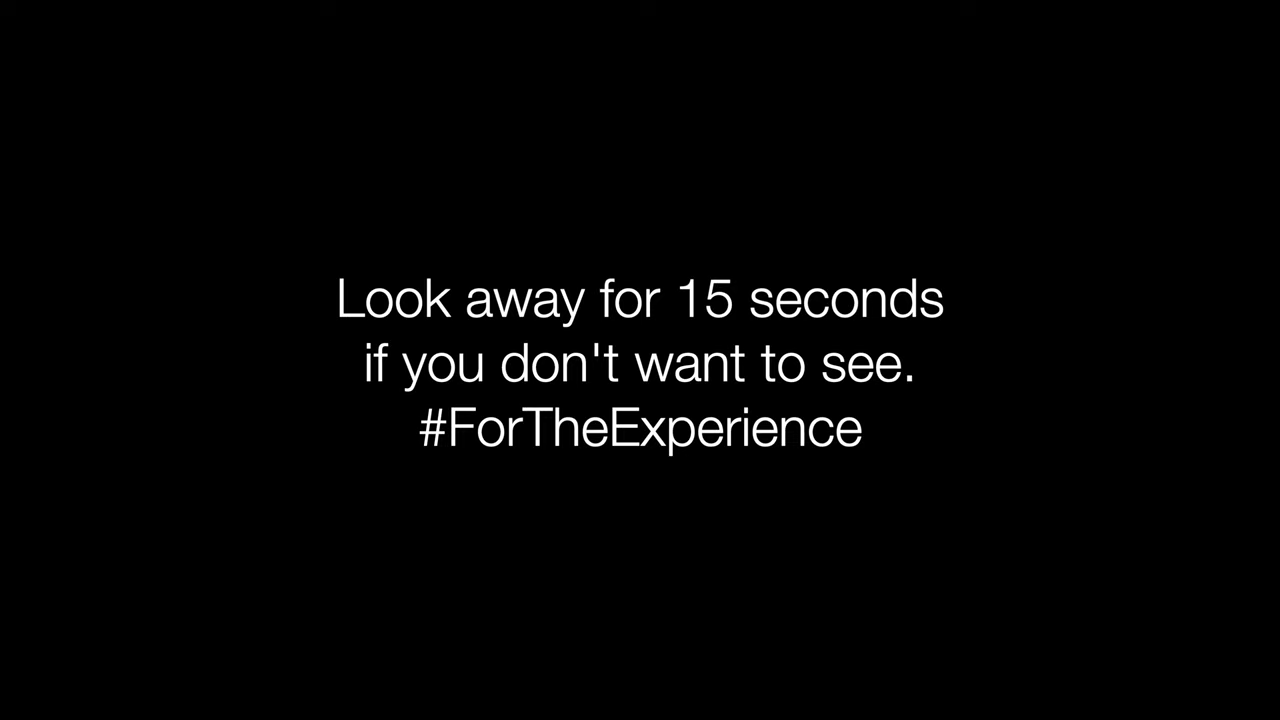 Look away for 15 seconds
if you don't want to see.
#ForTheExperience